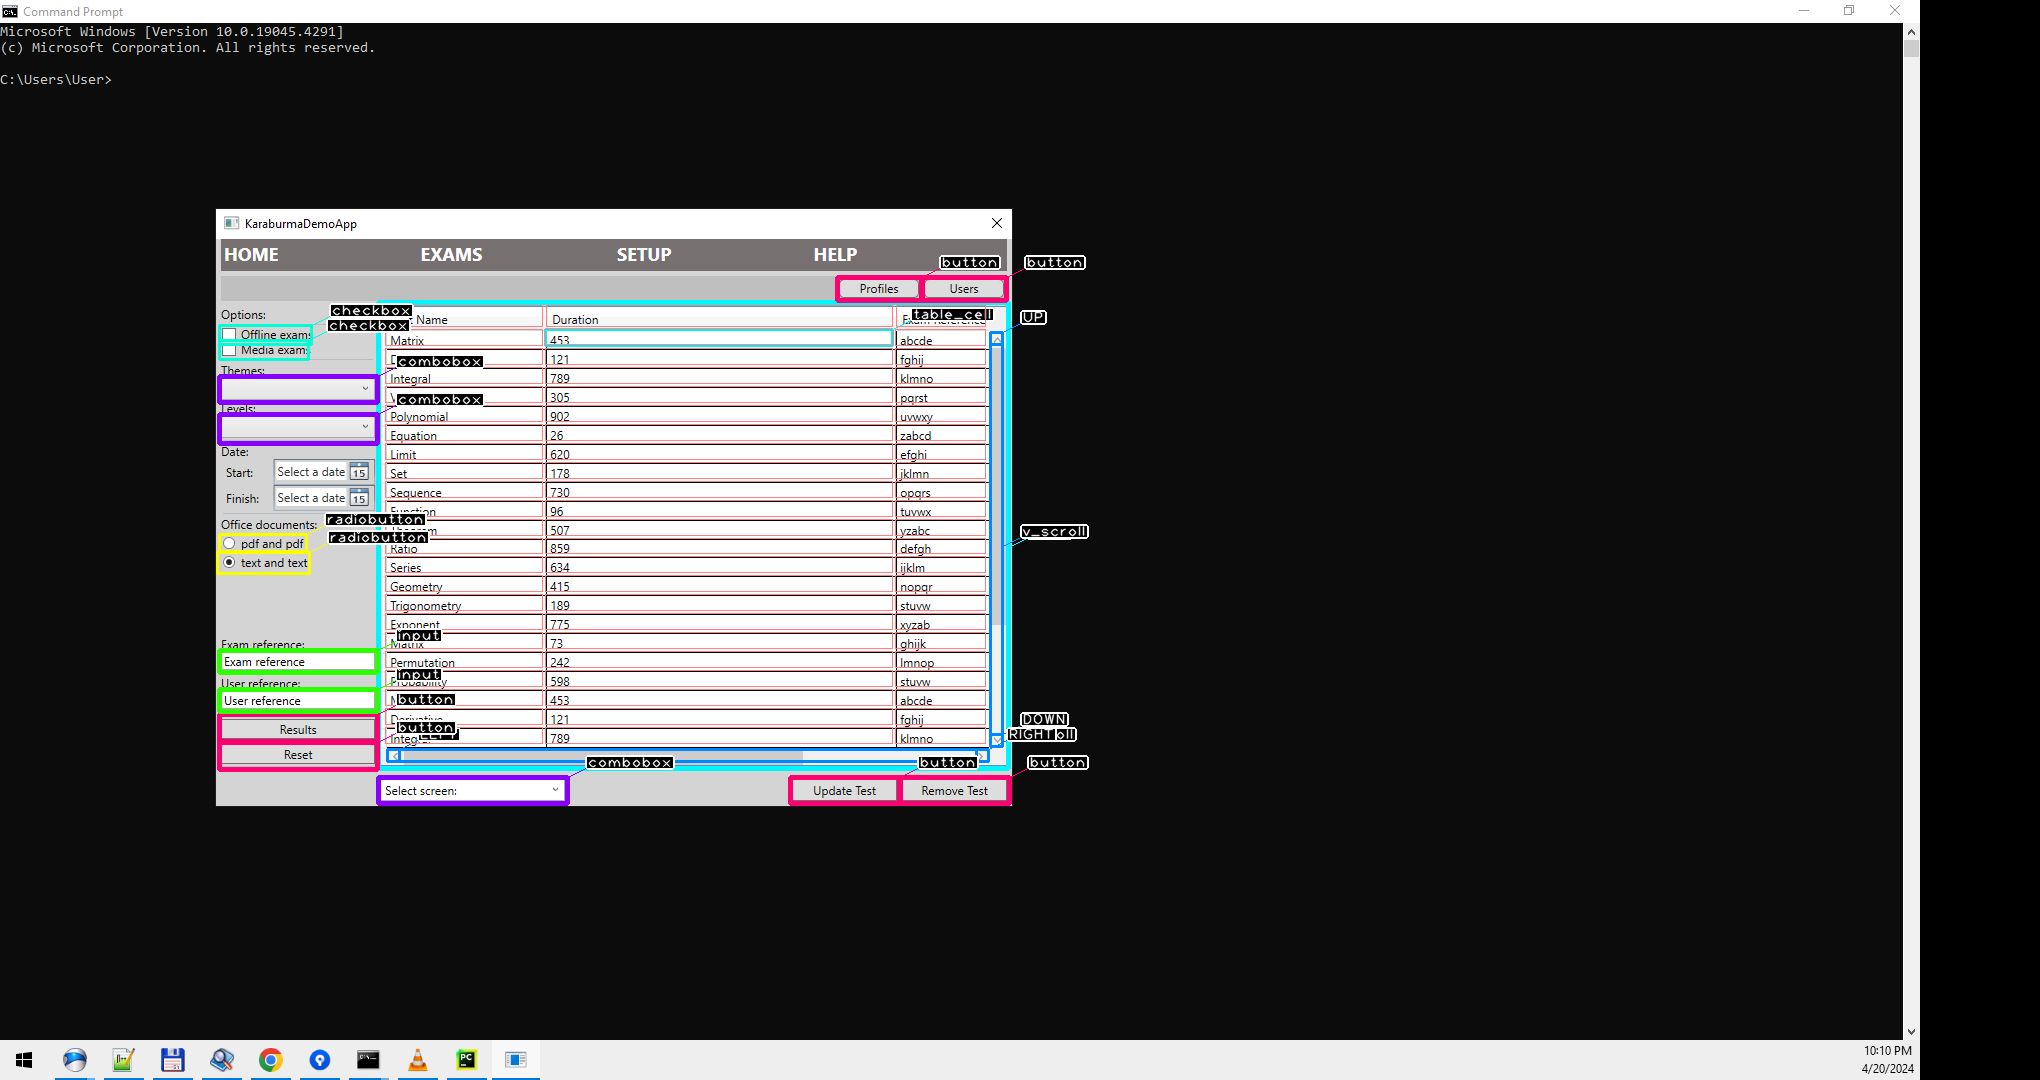 Command Prompt
Microsoft Windows [Version 10.0.19045.4291]
(c) Microsoft Corporation. All rights reserved.
C:\Users\User>
KaraburmaDemoApp
HOME EXAMS SETUP HELP
button button
Profiles Users
Options:
checkbox
Offline exams
checkbox
Media exams
Themes:
combobox
Levels:
combobox
Date:
Start: Select a date 15
Finish: Select a date 15
Office documents:
radiobutton
pdf and pdf
radiobutton
text and text
Exam reference:
input
Exam reference
User reference:
input
User reference
button
Results
button
Reset
Name Duration table_cell UP
Matrix 453 abcde
121 fghij
Integral 789 klmno
305 pqrst
Polynomial 902 uvwxy
Equation 26 zabcd
Limit 620 efghi
Set 178 jklmn
Sequence 730 opqrs
Function 96 tuvwx
507 yzabc
v_scroll
Ratio 859 defgh
Series 634 ijklm
Geometry 415 nopqr
Trigonometry 189 stuvw
Exponent 775 xyzab
Matrix 73 ghijk
Permutation 242 lmnop
Probability 598 stuvw
453 abcde
Derivative 121 fghij DOWN
789 klmno RIGHT
combobox button button
Select screen: Update Test Remove Test
10:10 PM
4/20/2024